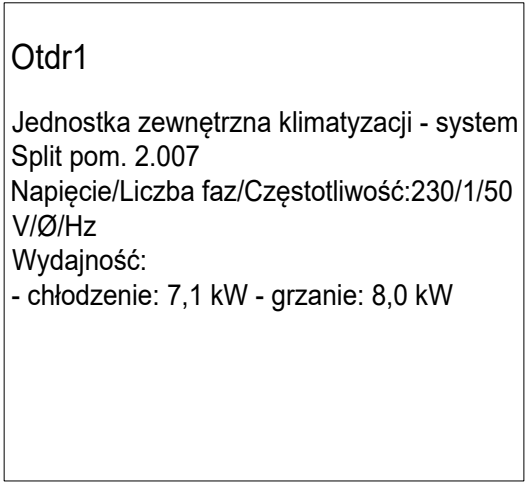 Otdr1
Jednostka zewnętrzna klimatyzacji - system
Split pom. 2.007
Napięcie/Liczba faz/Częstotliwość:230/1/50
V/Ø/Hz
Wydajność:
- chłodzenie: 7,1 kW - grzanie: 8,0 kW